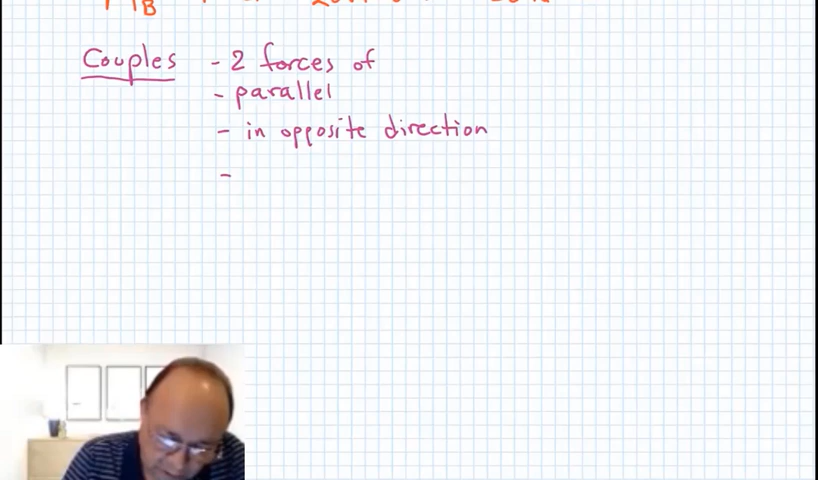 Couples - 2 forces of
- parallel
- in opposite direction
-